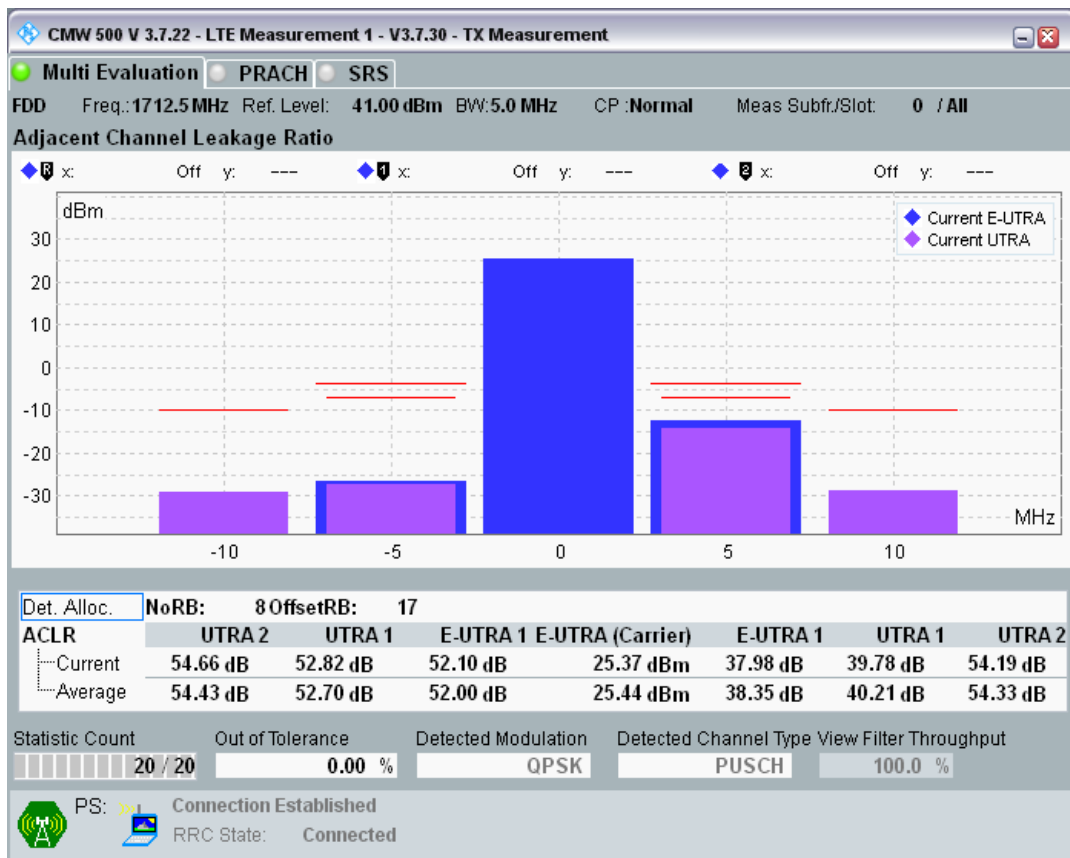 CMW 500 V 3.7.22 - LTE Measurement 1 - V3.7.30 - TX Measurement
Multi Evaluation PRACH SRS
FDD Freq.: 1712.5 MHz Ref. Level: 41.00 dBm BW: 5.0 MHz CP :Normal Meas Subfr./Slot: 0 / All
Adjacent Channel Leakage Ratio
R x: Off y: --- 1 x: Off y: --- 2 x: Off y: ---
dBm
Current E-UTRA
Current UTRA
30
20
10
0
-10
-20
-30
MHz
-10 -5 0 5 10
Det. Alloc. NoRB: 8 OffsetRB: 17
ACLR UTRA 2 UTRA 1 E-UTRA 1 E-UTRA (Carrier) E-UTRA 1 UTRA 1 UTRA 2
Current 54.66 dB 52.82 dB 52.10 dB 25.37 dBm 37.98 dB 39.78 dB 54.19 dB
Average 54.43 dB 52.70 dB 52.00 dB 25.44 dBm 38.35 dB 40.21 dB 54.33 dB
Statistic Count Out of Tolerance Detected Modulation Detected Channel Type View Filter Throughput
20 / 20 0.00 % QPSK PUSCH 100.0 %
PS: Connection Established
RRC State: Connected